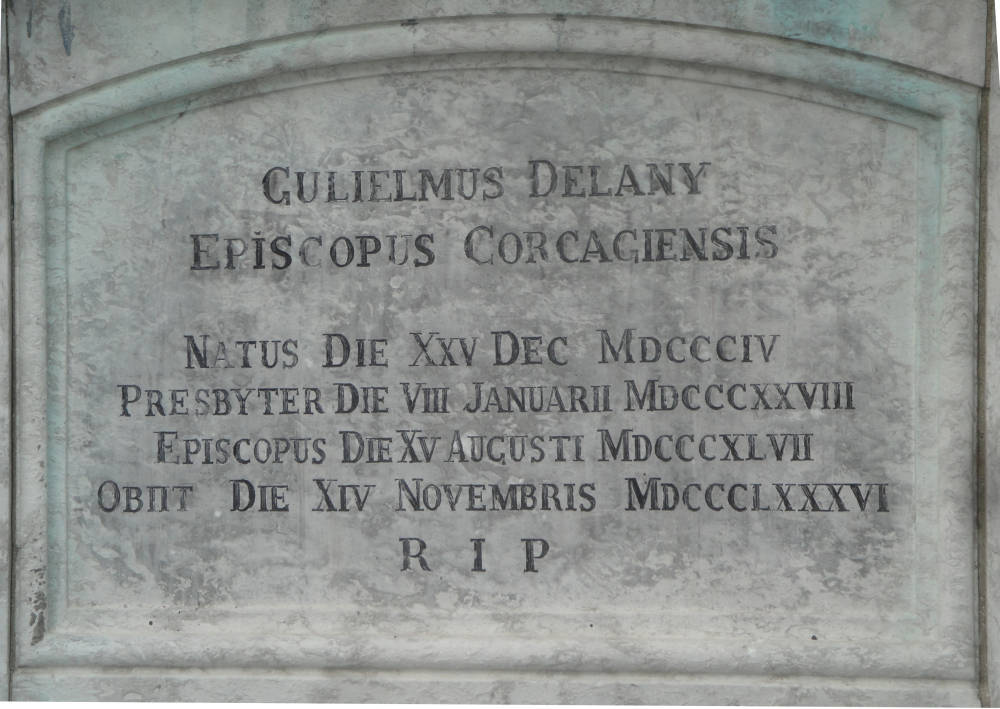 GULIELMUS DELANY
EPISCOPUS CORCAGIENSIS
NATUS DIE XXV DEC MDCCCIV
PRESBYTER DIE VIII JANUARII MDCCCXXVIII
EPISCOPUS DIE XV AUGUSTI MDCCCXLVII
OBIIT DIE XIV NOVEMBRIS MDCCCLXXXVI
R I P